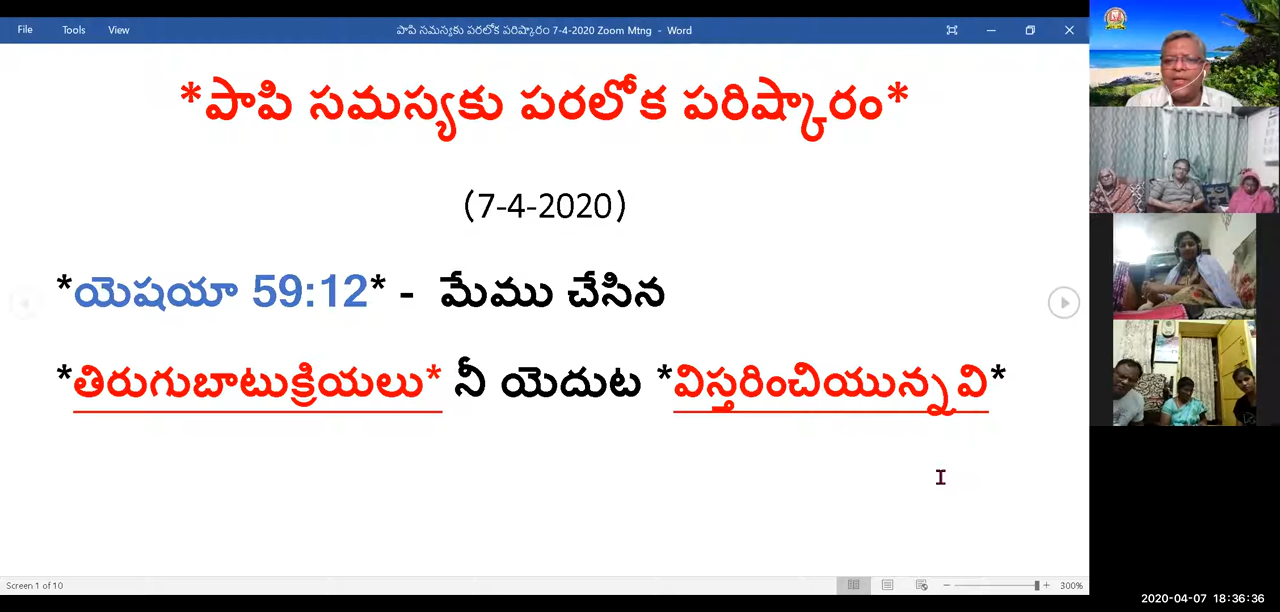 File Tools View పాపి సమస్యకు పరలోక పరిష్కారం 7-4-2020 Zoom Mtng - Word
*పాపి సమస్యకు పరలోక పరిష్కారం*
(7-4-2020)
*యెషయా 59:12* - మేము చేసిన
*తిరుగుబాటుక్రియలు* నీ యెదుట *విస్తరించియున్నవి*
Screen 1 of 10
300%
2020-04-07 18:36:36